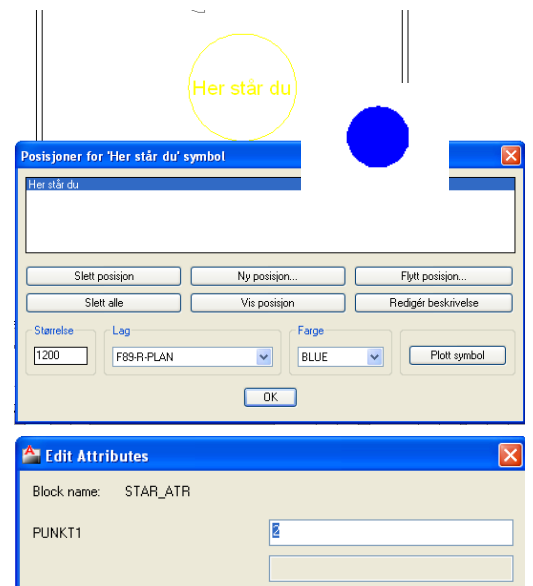 Her står du
Posisjoner for 'Her står du' symbol
Her står du
Slett posisjon Ny posisjon... Flytt posisjon...
Slett alle Vis posisjon Redigér beskrivelse
Størrelse Lag Farge
1200 F89-R-PLAN BLUE Plott symbol
OK
Edit Attributes
Block name: STAR_ATR
PUNKT1 2